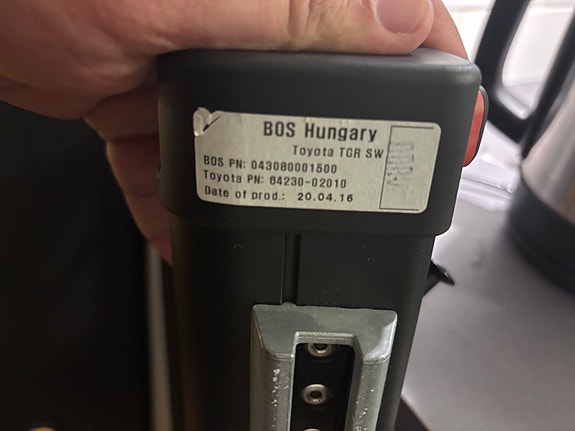 BOS Hungary
Toyota TGR SW
BOS PN: 043080001500
Toyota PN: 64230-02010
Date of prod.: 20.04.16